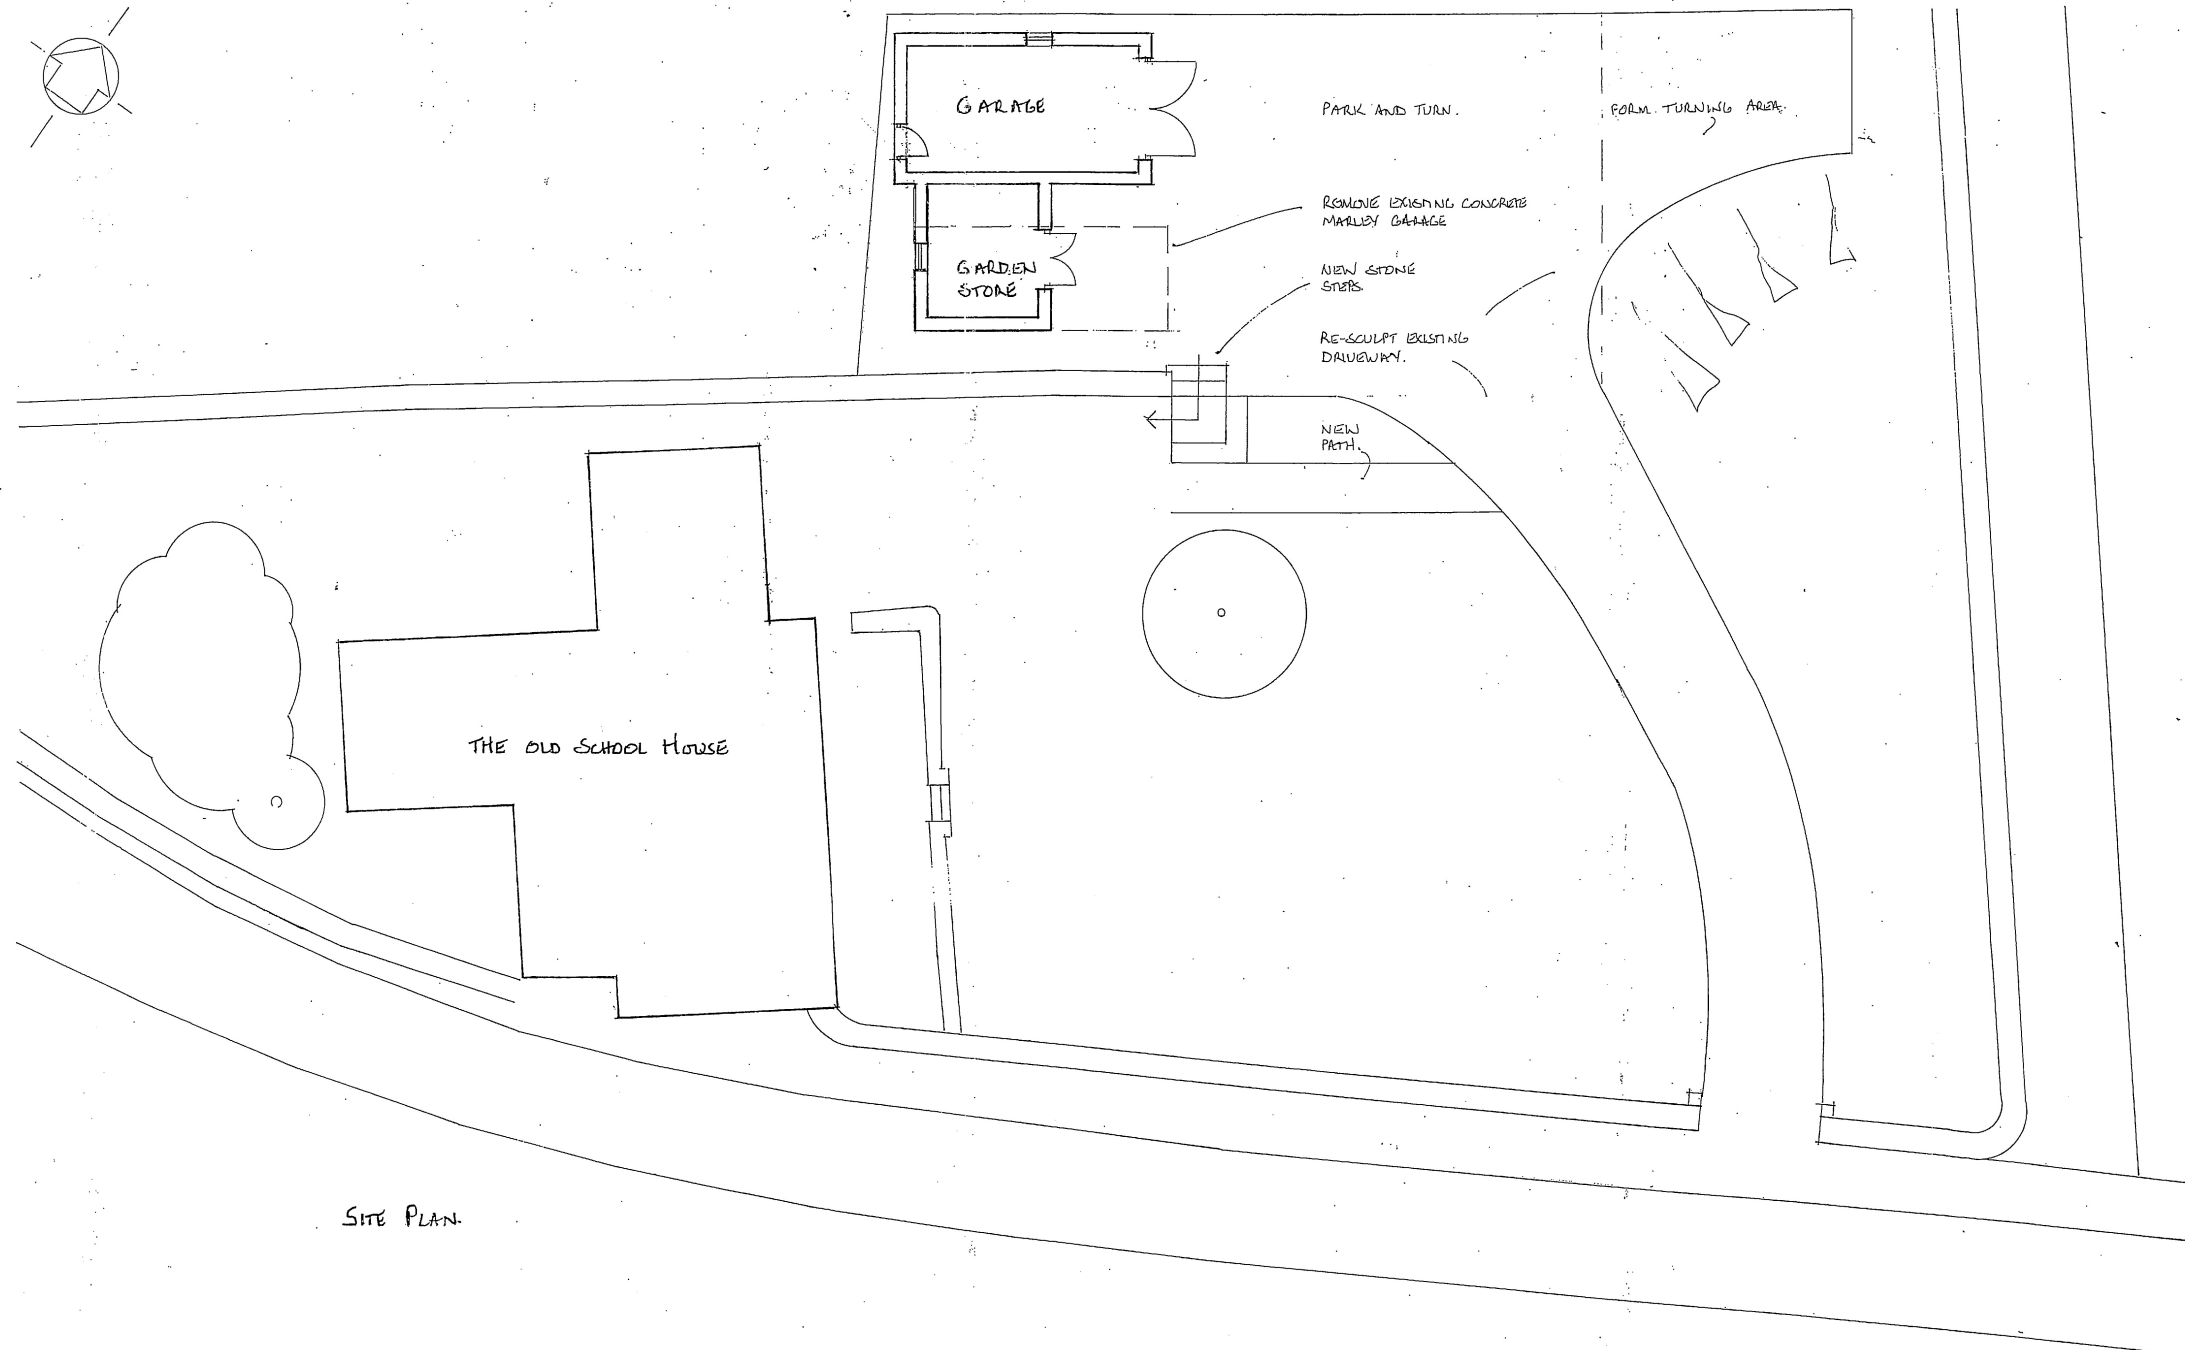 GARAGE
PARK AND TURN.
FORM TURNING AREA.
REMOVE EXISTING CONCRETE
MARLEY GARAGE
GARDEN
STORE
NEW STONE
STEPS
RE-SCULPT EXISTING
DRIVEWAY.
NEW
PATH.
THE OLD SCHOOL HOUSE
SITE PLAN.